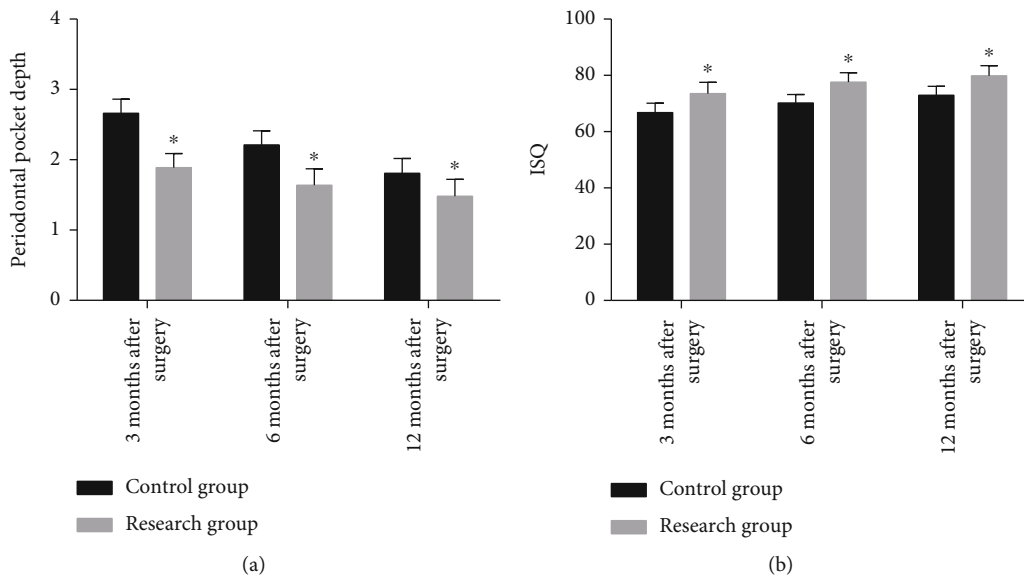 Periodontal pocket depth
4
3
2
1
0
*
*
*
3 months after
surgery
6 months after
surgery
12 months after
surgery
Control group
Research group
(a)
ISQ
100
80
60
40
20
0
*
*
*
3 months after
surgery
6 months after
surgery
12 months after
surgery
Control group
Research group
(b)